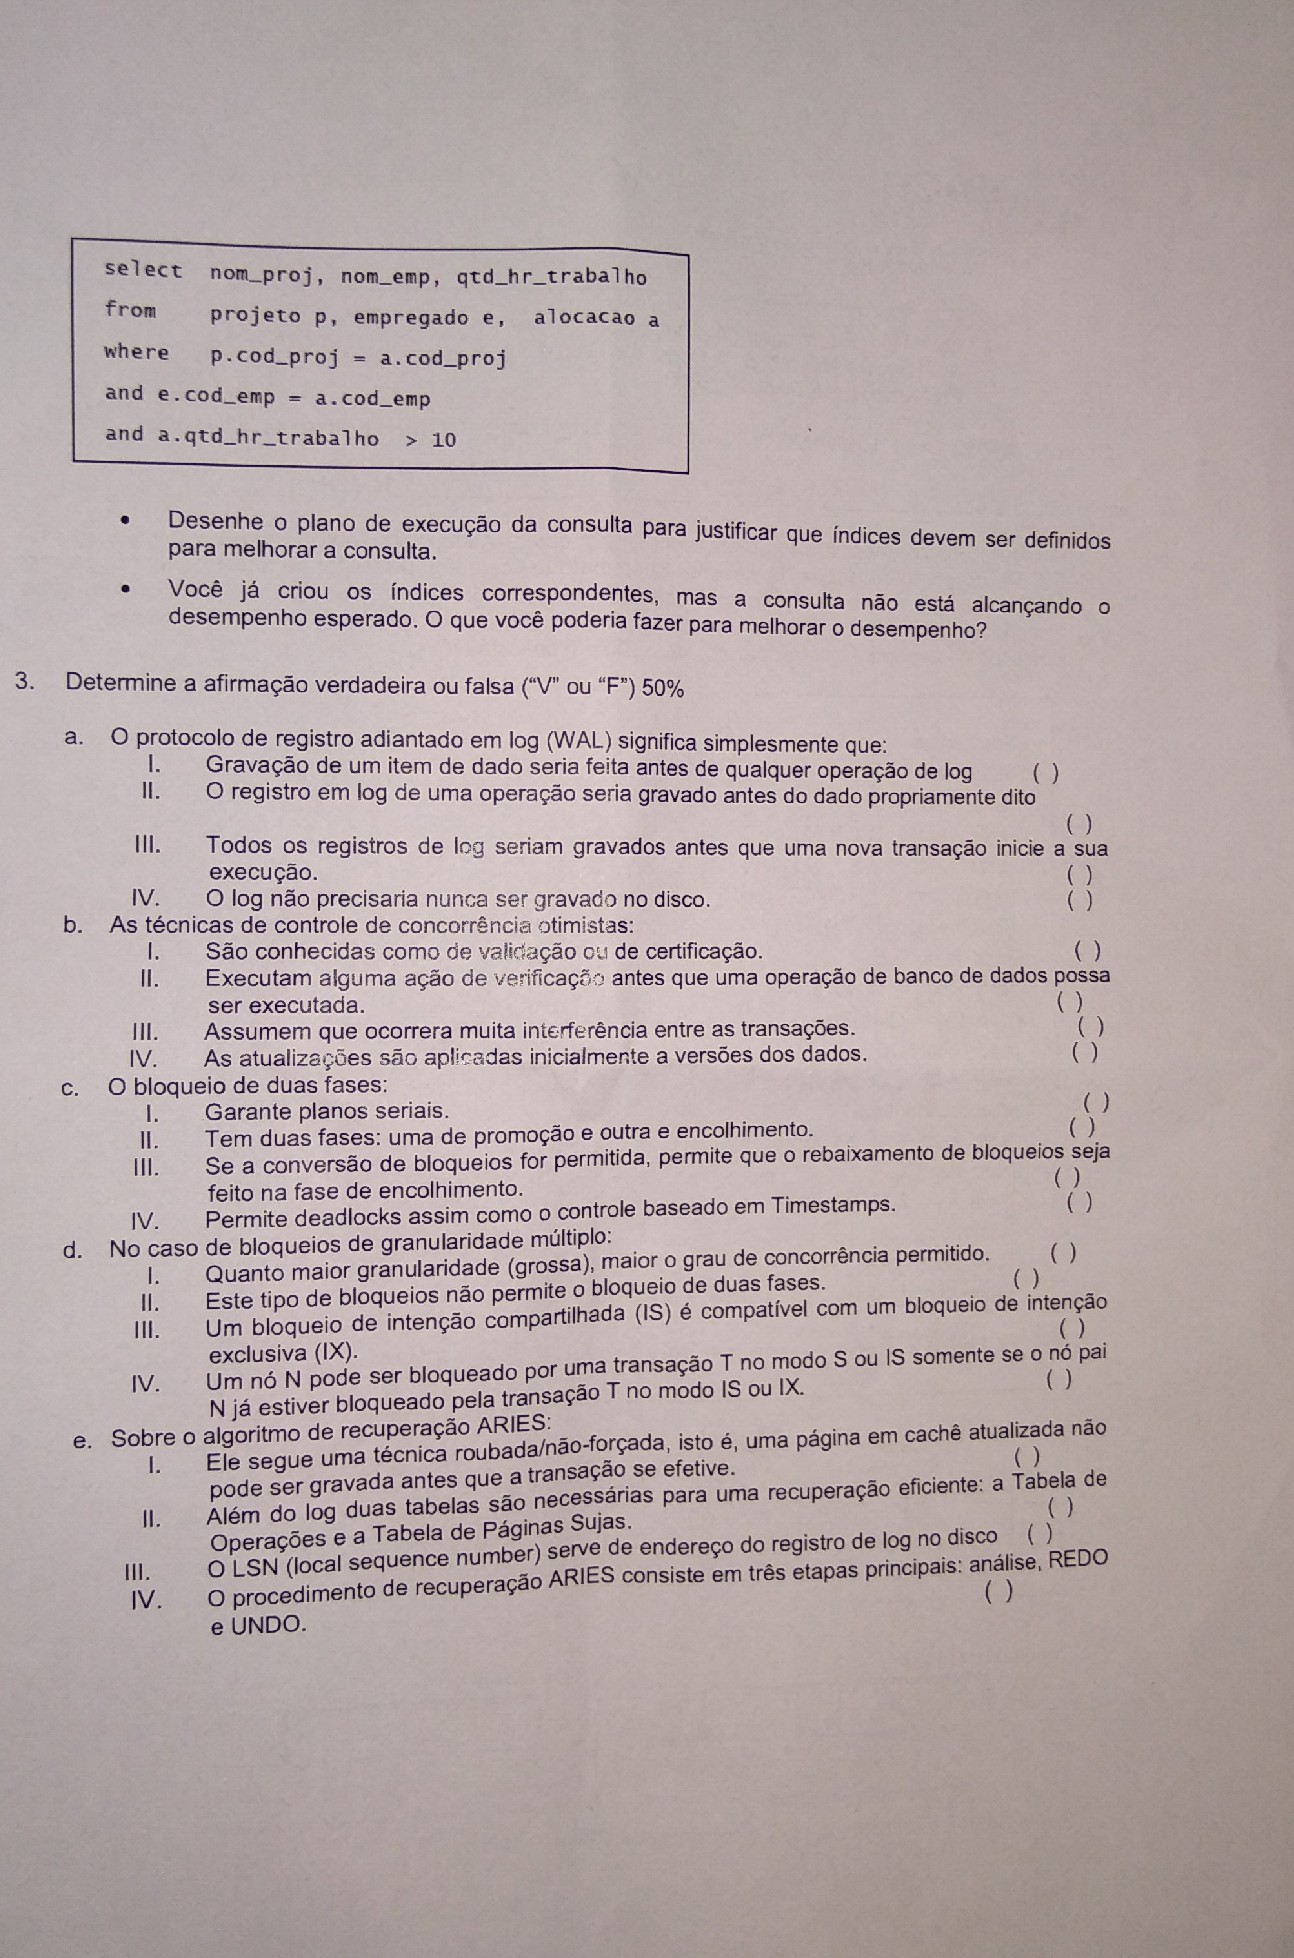 select nom_proj, nom_emp, qtd_hr_trabalho
from projeto p, empregado e, alocacao a
where p.cod_proj = a.cod_proj
and e.cod_emp = a.cod_emp
and a.qtd_hr_trabalho > 10
• Desenhe o plano de execução da consulta para justificar que índices devem ser definidos
para melhorar a consulta.
• Você já criou os índices correspondentes, mas a consulta não está alcançando o
desempenho esperado. O que você poderia fazer para melhorar o desempenho?
3. Determine a afirmação verdadeira ou falsa (“V” ou “F”) 50%
a. O protocolo de registro adiantado em log (WAL) significa simplesmente que:
I. Gravação de um item de dado seria feita antes de qualquer operação de log ( )
II. O registro em log de uma operação seria gravado antes do dado propriamente dito
( )
III. Todos os registros de log seriam gravados antes que uma nova transação inicie a sua
execução. ( )
IV. O log não precisaria nunca ser gravado no disco. ( )
b. As técnicas de controle de concorrência otimistas:
I. São conhecidas como de validação ou de certificação. ( )
II. Executam alguma ação de verificação antes que uma operação de banco de dados possa
ser executada. ( )
III. Assumem que ocorrera muita interferência entre as transações. ( )
IV. As atualizações são aplicadas inicialmente a versões dos dados. ( )
c. O bloqueio de duas fases:
I. Garante planos seriais. ( )
II. Tem duas fases: uma de promoção e outra e encolhimento. ( )
III. Se a conversão de bloqueios for permitida, permite que o rebaixamento de bloqueios seja
feito na fase de encolhimento. ( )
IV. Permite deadlocks assim como o controle baseado em Timestamps. ( )
d. No caso de bloqueios de granularidade múltiplo:
I. Quanto maior granularidade (grossa), maior o grau de concorrência permitido. ( )
II. Este tipo de bloqueios não permite o bloqueio de duas fases. ( )
III. Um bloqueio de intenção compartilhada (IS) é compatível com um bloqueio de intenção
exclusiva (IX). ( )
IV. Um nó N pode ser bloqueado por uma transação T no modo S ou IS somente se o nó pai
N já estiver bloqueado pela transação T no modo IS ou IX. ( )
e. Sobre o algoritmo de recuperação ARIES:
I. Ele segue uma técnica roubada/não-forçada, isto é, uma página em cachê atualizada não
pode ser gravada antes que a transação se efetive. ( )
II. Além do log duas tabelas são necessárias para uma recuperação eficiente: a Tabela de
Operações e a Tabela de Páginas Sujas. ( )
III. O LSN (local sequence number) serve de endereço do registro de log no disco ( )
IV. O procedimento de recuperação ARIES consiste em três etapas principais: análise, REDO
e UNDO. ( )